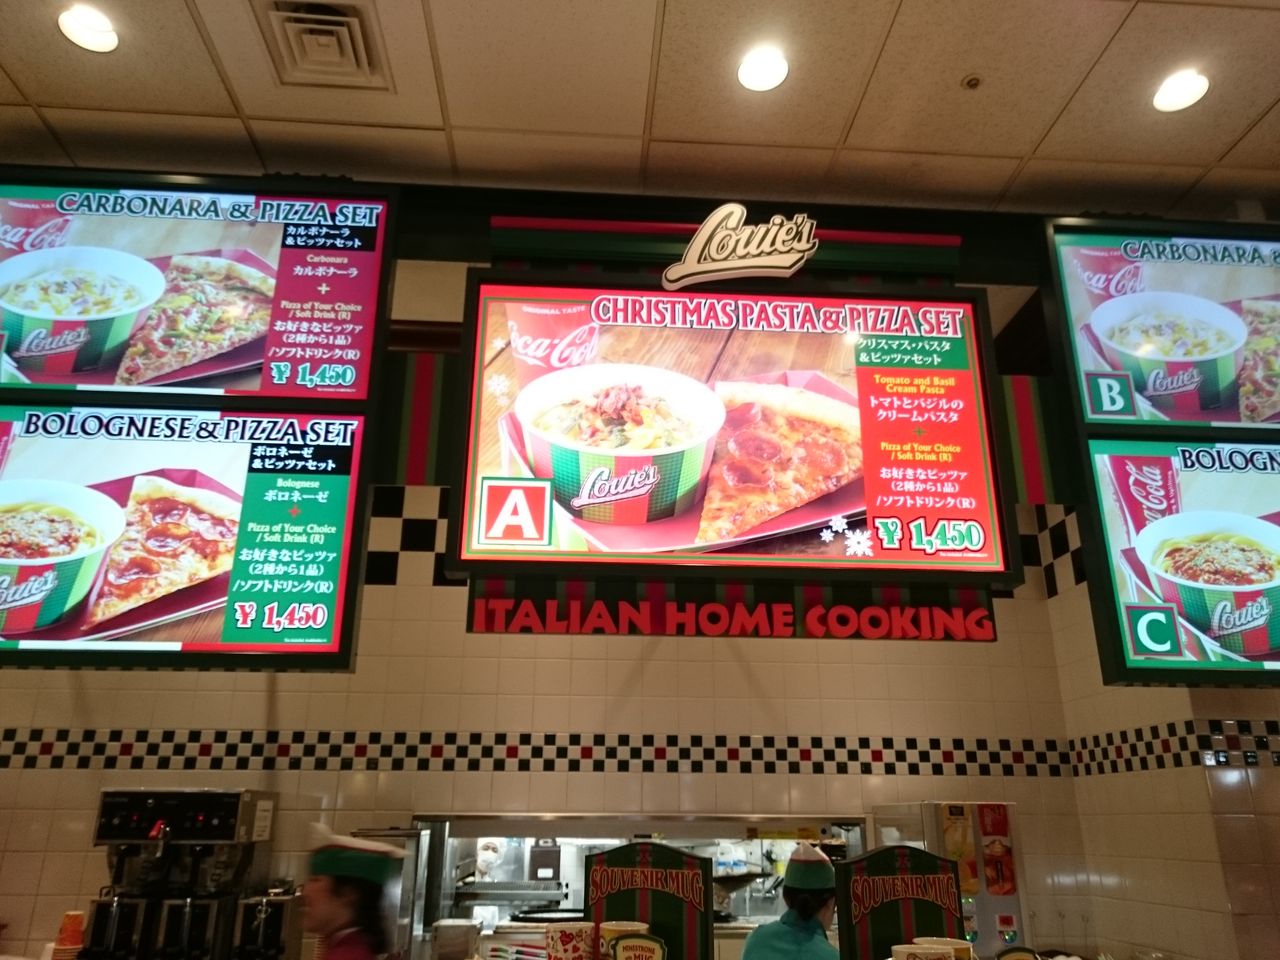 CARBONARA & PIZZA SET
カルボナーラ
&ピッツァセット
Carbonara
カルボナーラ
+
Pizza of Your Choice
/ Soft Drink (R)
お好きなピッツァ
(2種から1品)
/ソフトドリンク(R)
¥ 1,450
ORIGINAL TASTE
Coca-Col
Louie's
BOLOGNESE & PIZZA SET
ボロネーゼ
&ピッツァセット
Bolognese
ボロネーゼ
+
Pizza of Your Choice
/ Soft Drink (R)
お好きなピッツァ
(2種から1品)
/ソフトドリンク(R)
¥ 1,450
Louie's
Louie's
CHRISTMAS PASTA & PIZZA SET
クリスマス・パスタ
&ピッツァセット
Tomato and Basil
Cream Pasta
トマトとバジルの
クリームパスタ
+
Pizza of Your Choice
/ Soft Drink (R)
お好きなピッツァ
(2種から1品)
/ソフトドリンク(R)
¥ 1,450
ORIGINAL TASTE
oca-Cola
Louie's
A
ITALIAN HOME COOKING
CARBONARA &
Coca-Col
Louie's
B
BOLOGN
Coca-Cola
Louie's
C
SOUVENIR MUG
SOUVENIR MUG
MINESTRONE